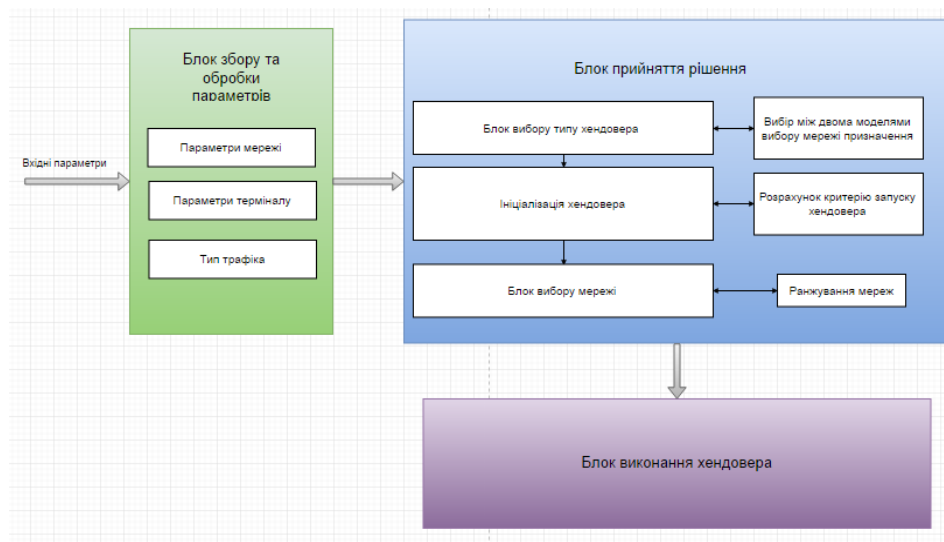 Вхідні параметри
Блок збору та
обробки
параметрів
Параметри мережі
Параметри терміналу
Тип трафіка
Блок прийняття рішення
Блок вибору типу хендовера
Вибір між двома моделями
вибору мережі призначення
Ініціалізація хендовера
Розрахунок критерію запуску
хендовера
Блок вибору мережі
Ранжування мереж
Блок виконання хендовера